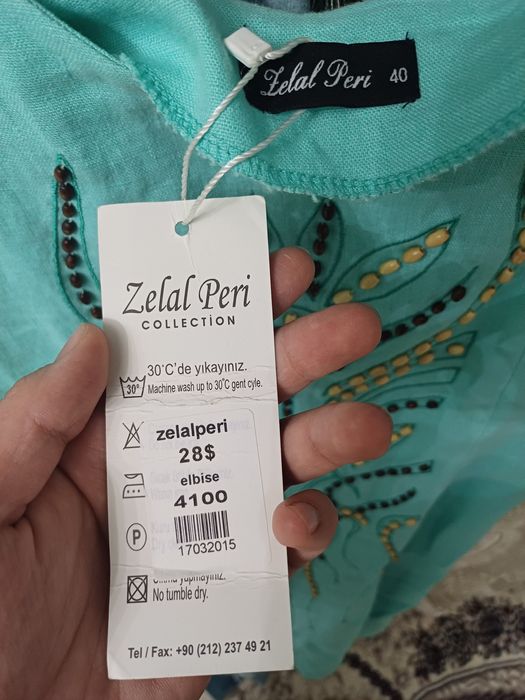 Zelal Peri 40
Zelal Peri
COLLECTİON
30°C'de yıkayınız.
30° Machine wash up to 30°C gent cyle.
zelalperi
28$
elbise
4100
P
17032015
yapmayınız.
No tumble dry.
Tel / Fax: +90 (212) 237 49 21